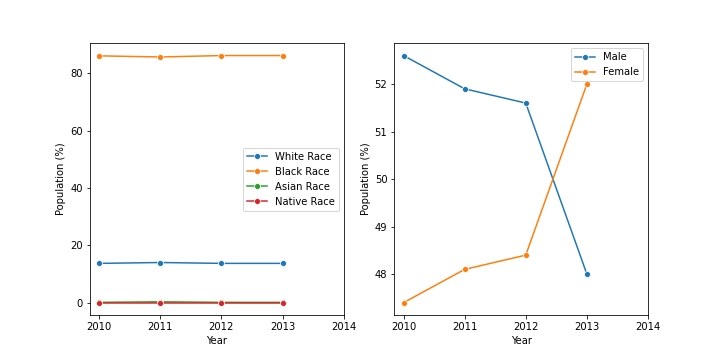 80
60
40
20
0
Population (%)
White Race
Black Race
Asian Race
Native Race
2010 2011 2012 2013 2014
Year
52
51
50
49
48
Population (%)
Male
Female
2010 2011 2012 2013 2014
Year